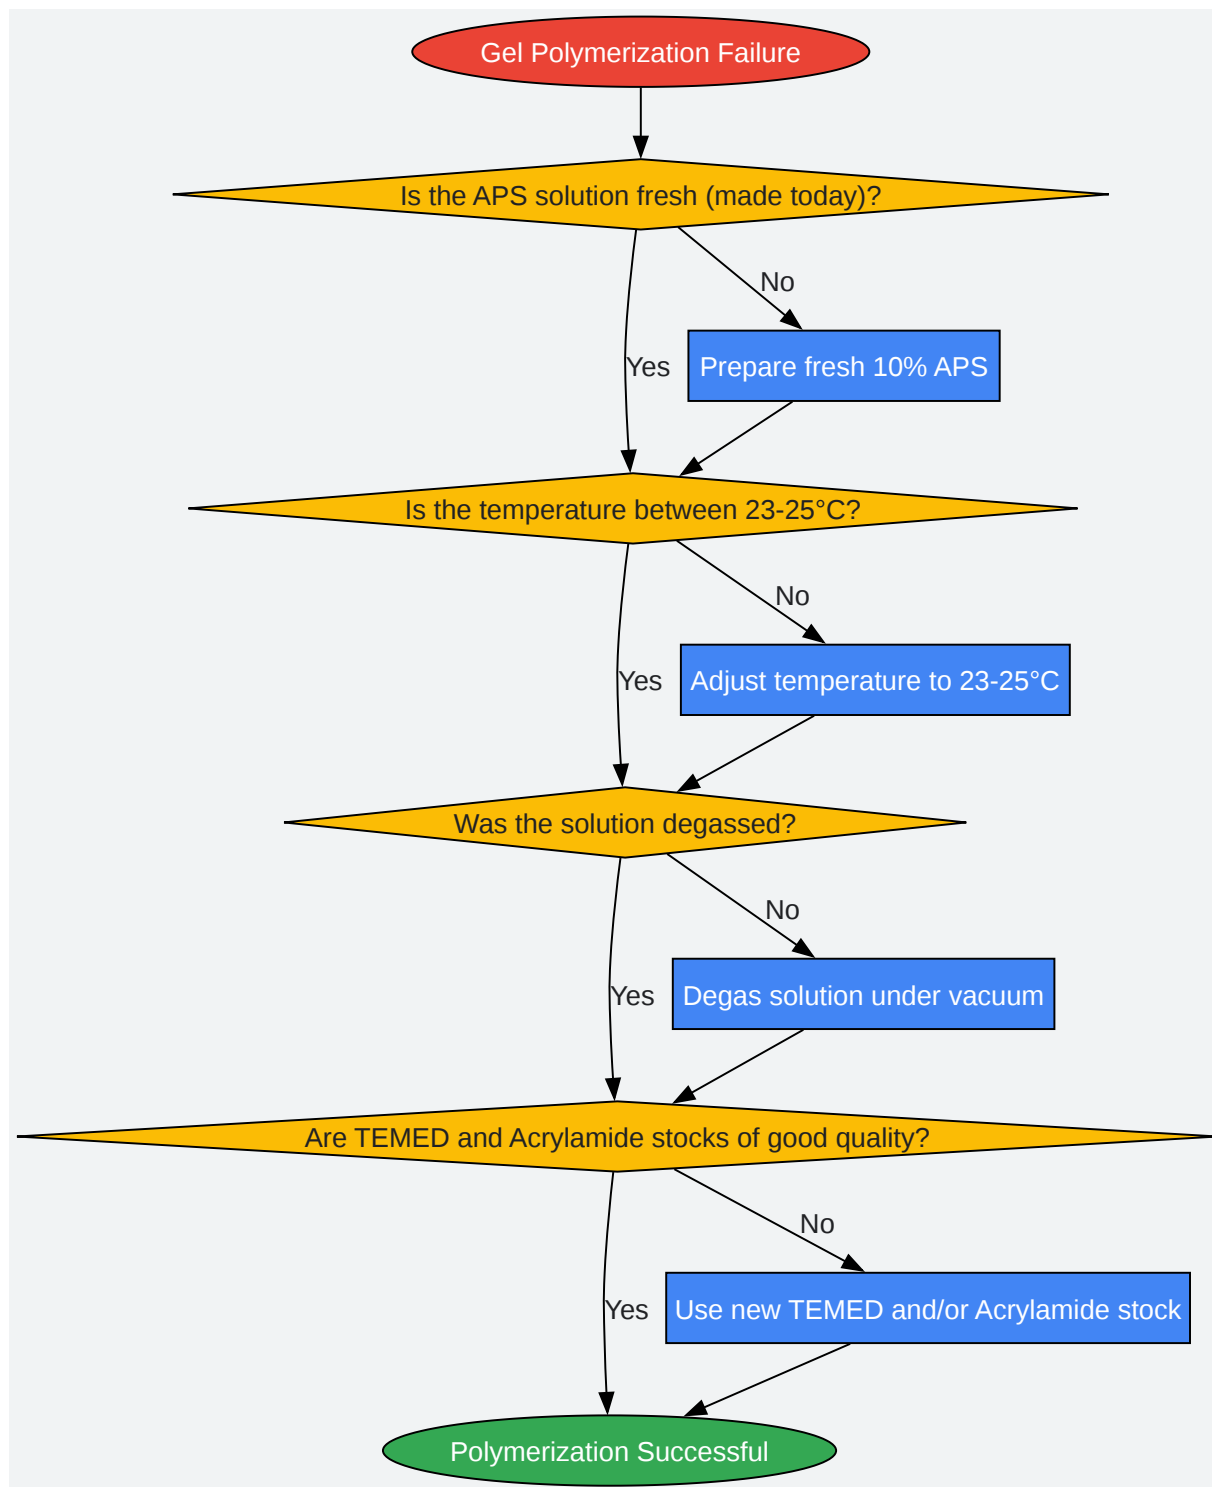 Gel Polymerization Failure
Is the APS solution fresh (made today)?
No
Yes
Prepare fresh 10% APS
Is the temperature between 23-25°C?
No
Yes
Adjust temperature to 23-25°C
Was the solution degassed?
No
Yes
Degas solution under vacuum
Are TEMED and Acrylamide stocks of good quality?
No
Yes
Use new TEMED and/or Acrylamide stock
Polymerization Successful